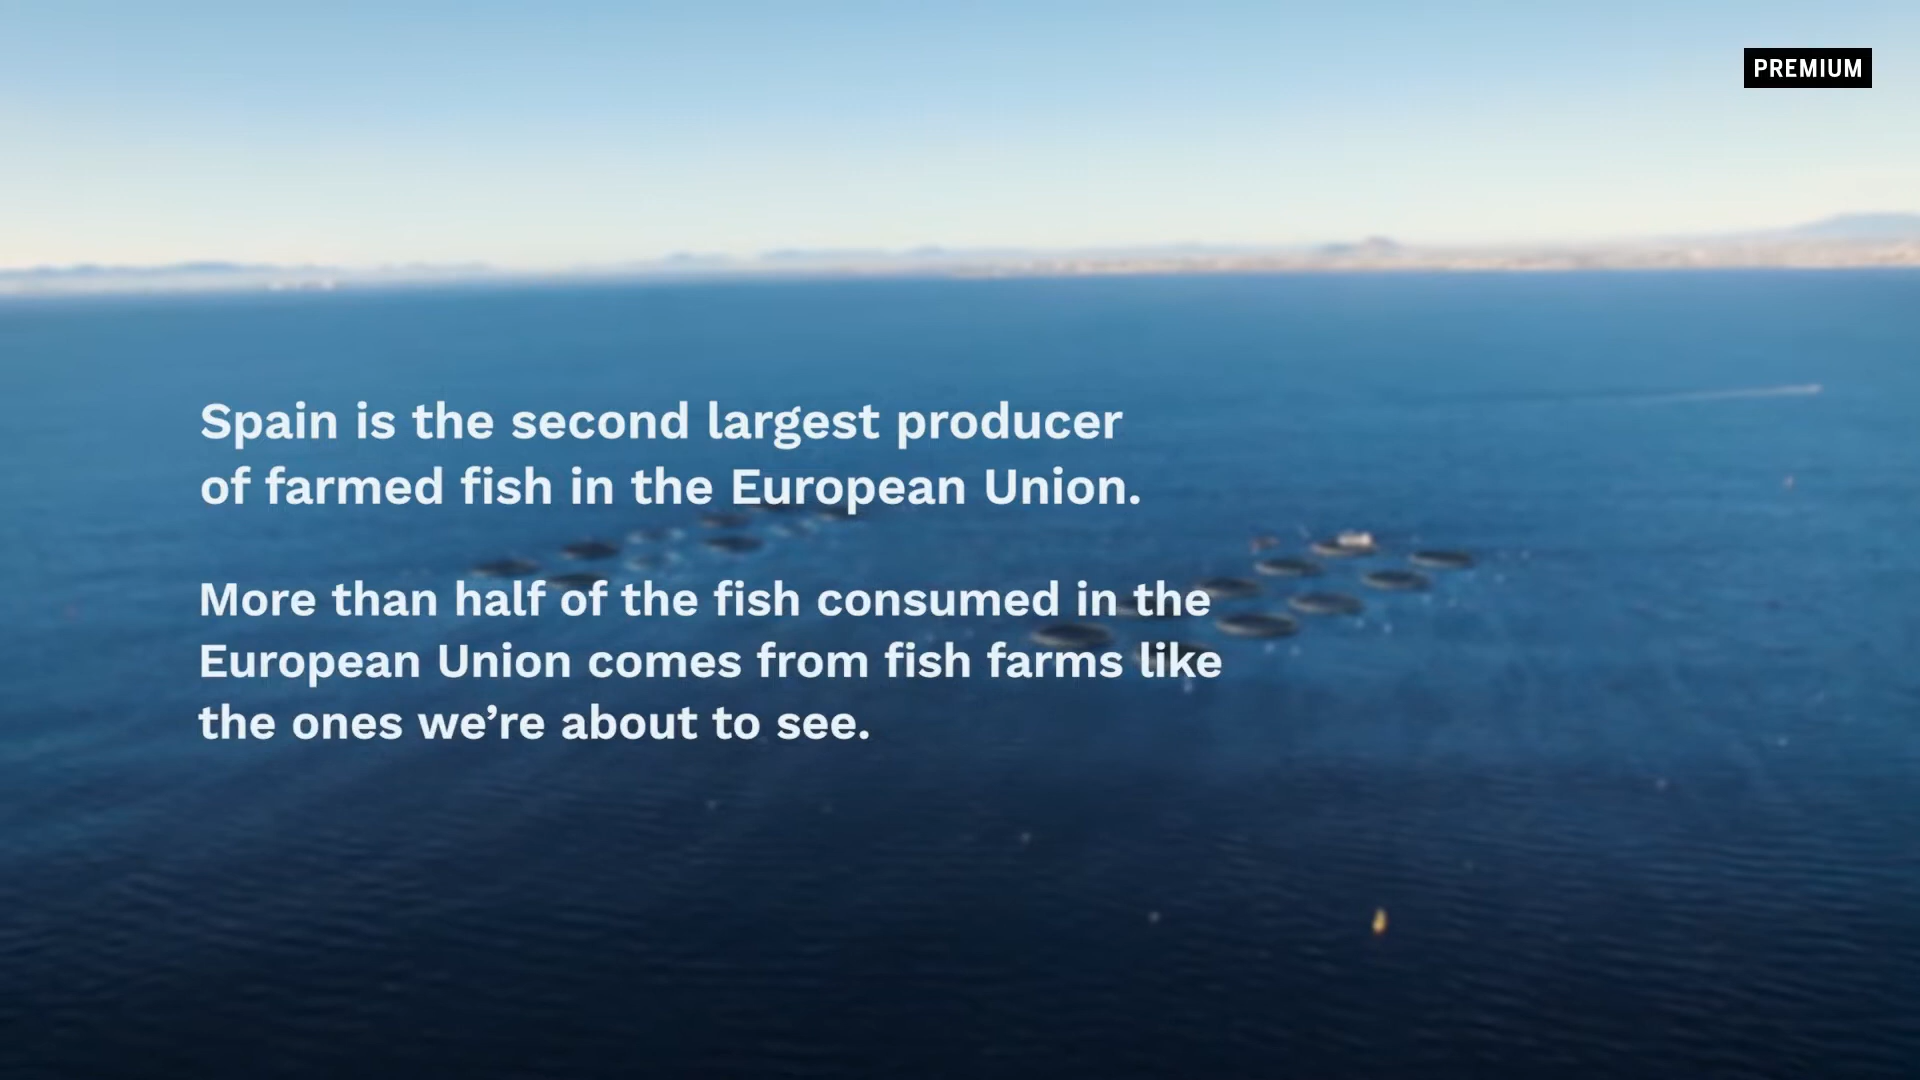 PREMIUM
Spain is the second largest producer
of farmed fish in the European Union.
More than half of the fish consumed in the
European Union comes from fish farms like
the ones we’re about to see.